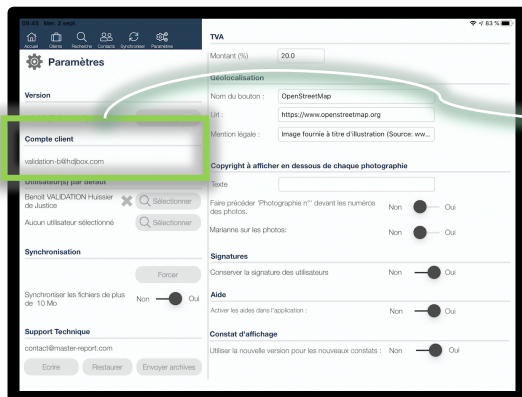 09:45 Mer. 2 sept.
83 %
Accueil Clients Recherche Contacts Synchroniser Paramètres
Paramètres
Version
Compte client
validation-b@hdjbox.com
Utilisateur(s) par défaut
Benoit VALIDATION Huissier
de Justice
Sélectionner
Aucun utilisateur sélectionné
Sélectionner
Synchronisation
Forcer
Synchroniser les fichiers de plus
de 10 Mo
Non Oui
Support Technique
contact@master-report.com
Ecrire Restaurer Envoyer archives
TVA
Montant (%) 20.0
Géolocalisation
Nom du bouton : OpenStreetMap
Url : https://www.openstreetmap.org
Mention légale : Image fournie à titre d'illustration (Source: ww...
Copyright à afficher en dessous de chaque photographie
Texte
Faire précéder 'Photographie n°' devant les numéros
des photos.
Non Oui
Marianne sur les photos: Non Oui
Signatures
Conserver la signature des utilisateurs Non Oui
Aide
Activer les aides dans l'application : Non Oui
Constat d'affichage
Utiliser la nouvelle version pour les nouveaux constats : Non Oui